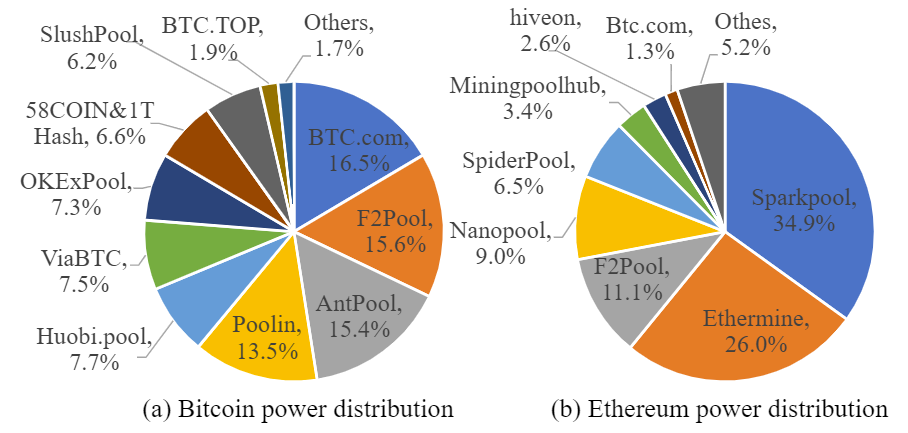 BTC.TOP,
1.9%
Others,
1.7%
SlushPool,
6.2%
58COIN&1T
Hash, 6.6%
OKExPool,
7.3%
ViaBTC,
7.5%
Huobi.pool,
7.7%
Poolin,
13.5%
AntPool,
15.4%
F2Pool,
15.6%
BTC.com,
16.5%
(a) Bitcoin power distribution
hiveon,
2.6%
Btc.com,
1.3%
Othes,
5.2%
Miningpoolhub,
3.4%
SpiderPool,
6.5%
Nanopool,
9.0%
F2Pool,
11.1%
Ethermine,
26.0%
Sparkpool,
34.9%
(b) Ethereum power distribution